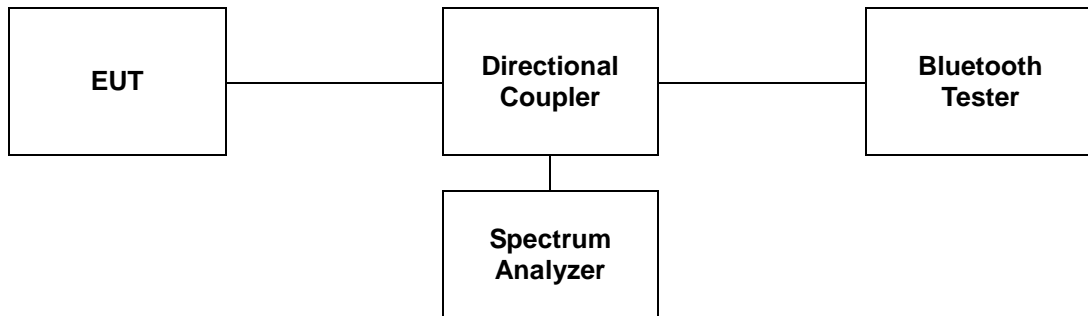 EUT
Directional
Coupler
Bluetooth
Tester
Spectrum
Analyzer